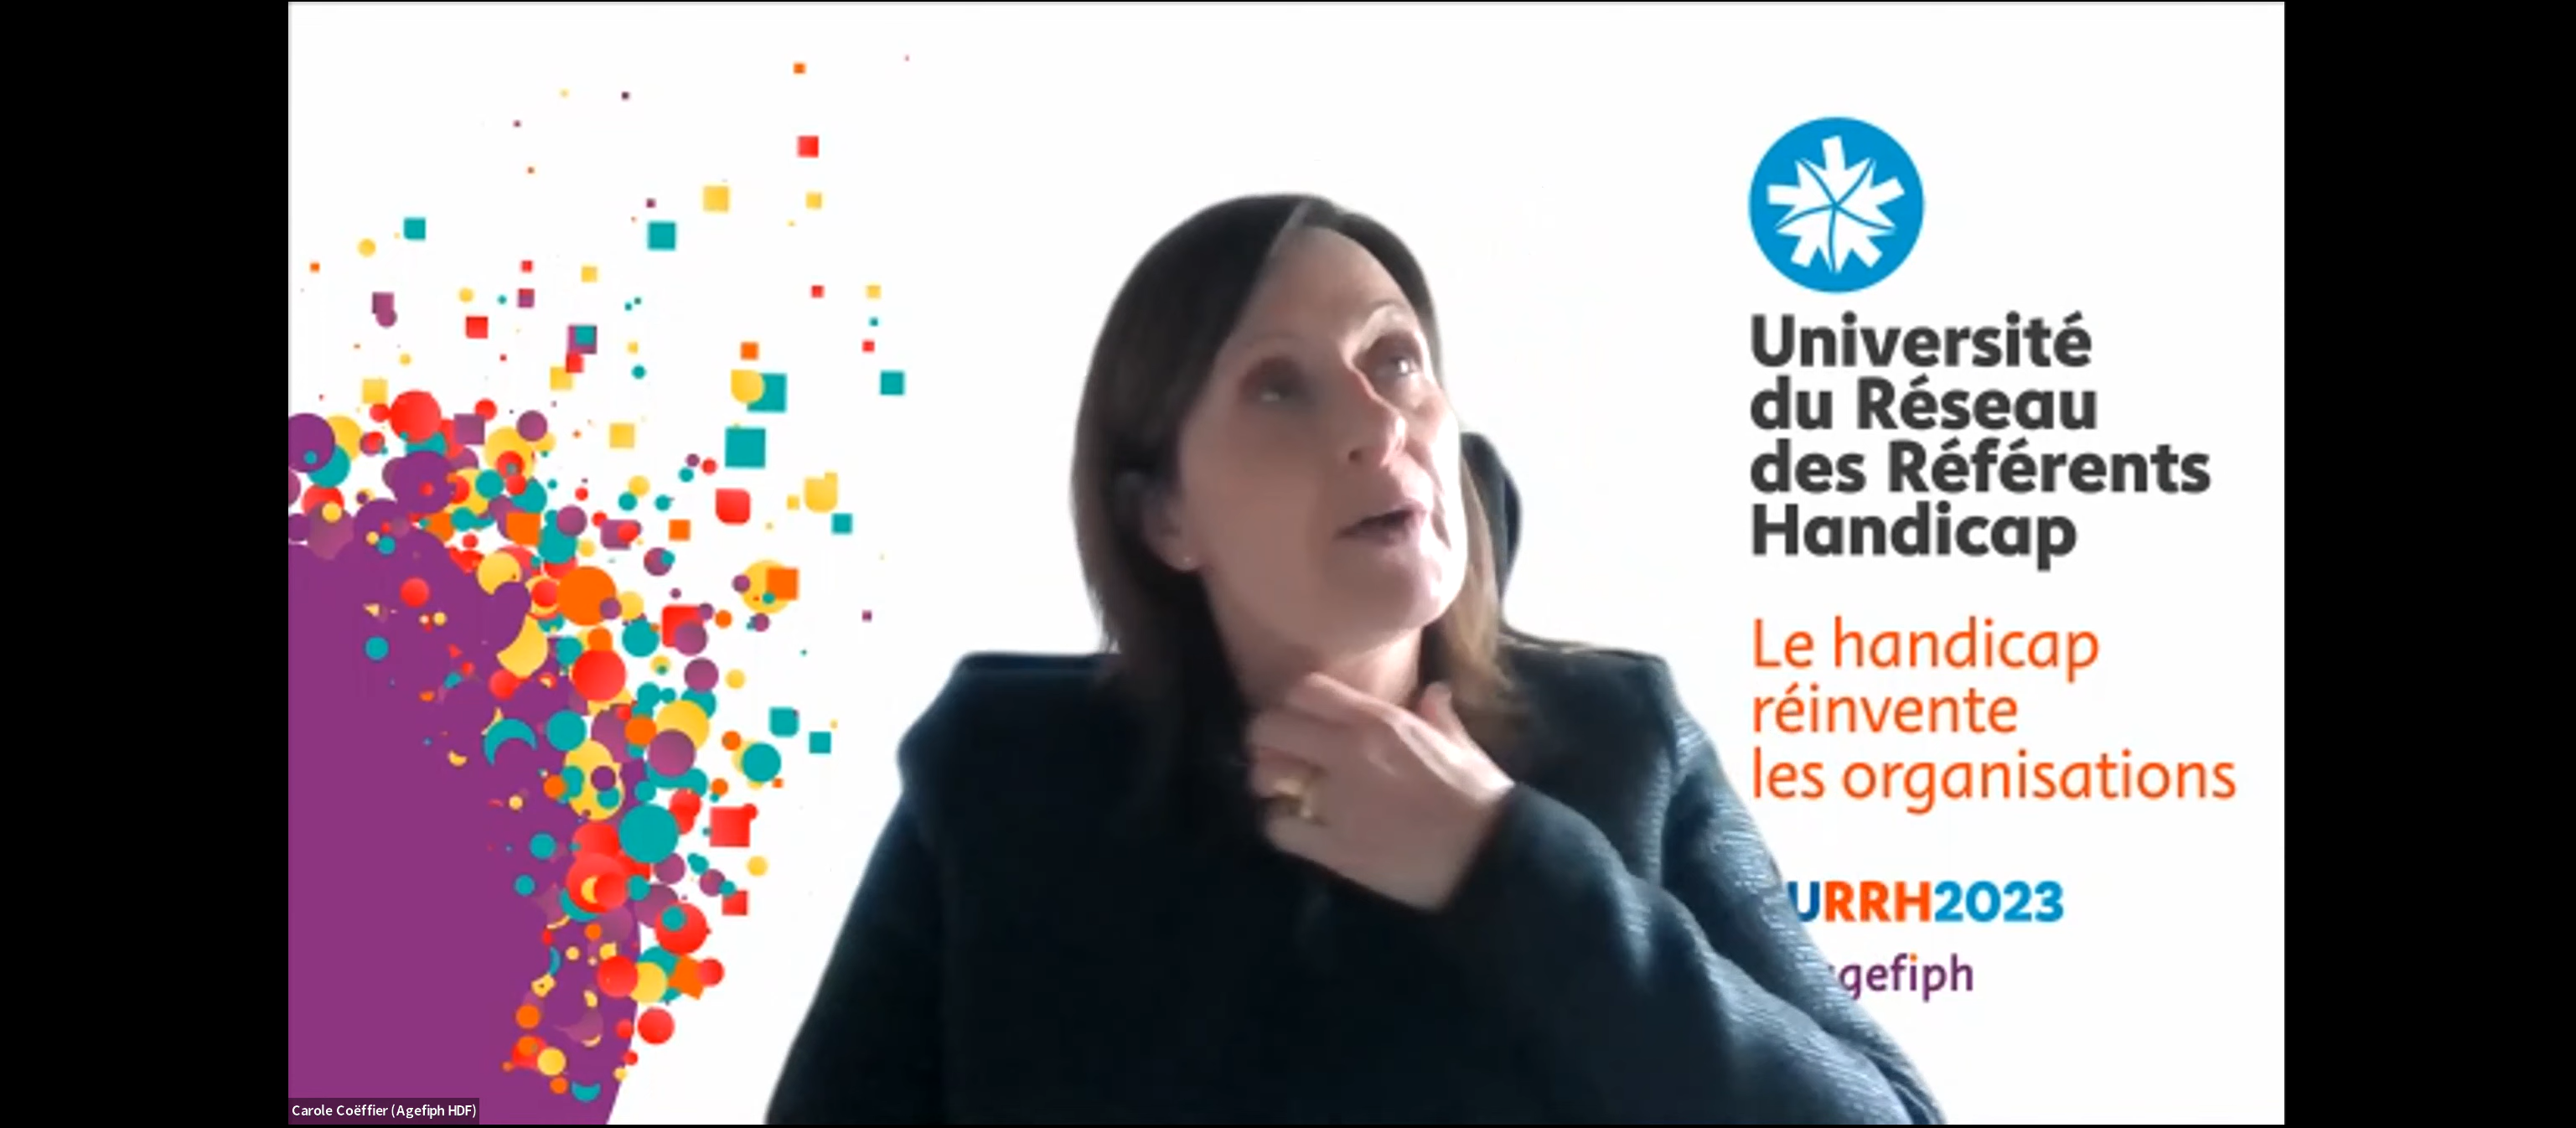 Université
du Réseau
des Référents
Handicap
Le handicap
réinvente
les organisations
URRH2023
gefiph
Carole Coëffier (Agefiph HDF)